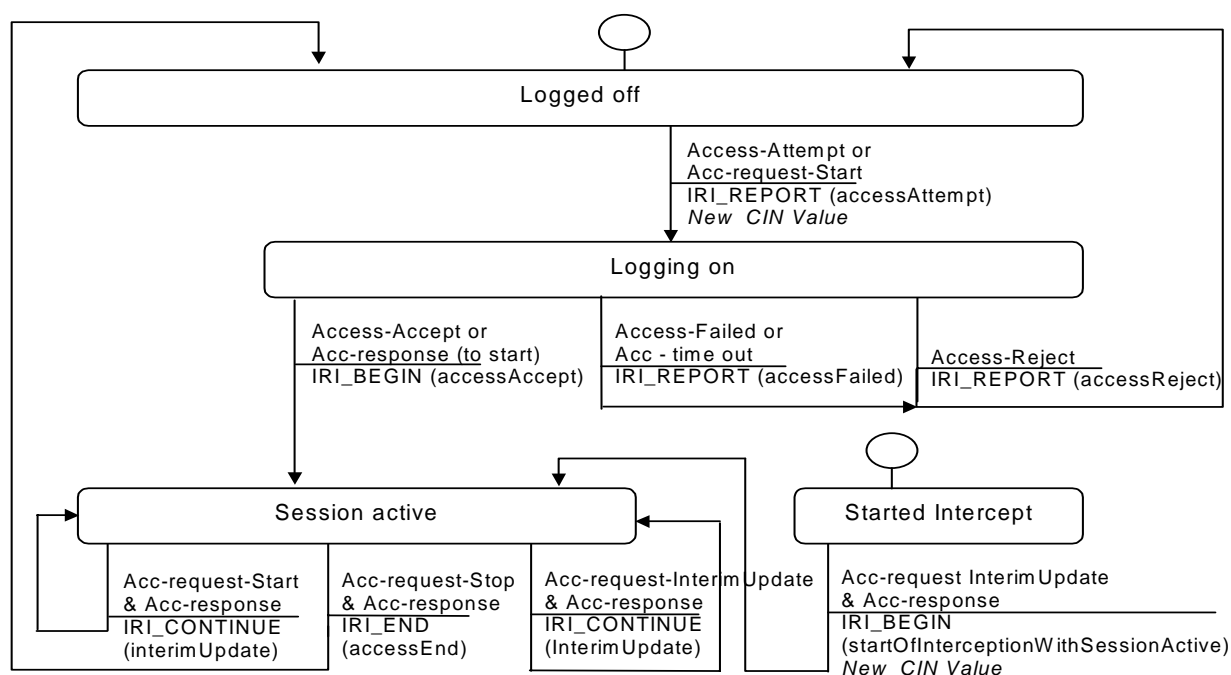 Logged off
Access-Attempt or
Acc-request-Start
IRI_REPORT (accessAttempt)
New CIN Value
Logging on
Access-Accept or
Acc-response (to start)
IRI_BEGIN (accessAccept)
Access-Failed or
Acc - time out
IRI_REPORT (accessFailed)
Access-Reject
IRI_REPORT (accessReject)
Session active
Started Intercept
Acc-request-Start
& Acc-response
IRI_CONTINUE
(interimUpdate)
Acc-request-Stop
& Acc-response
IRI_END
(accessEnd)
Acc-request-InterimUpdate
& Acc-response
IRI_CONTINUE
(InterimUpdate)
Acc-request InterimUpdate
& Acc-response
IRI_BEGIN
(startOfInterceptionWithSessionActive)
New CIN Value